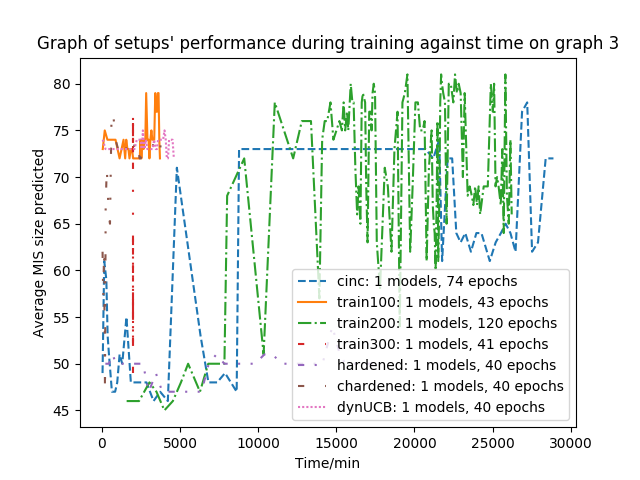 Graph of setups' performance during training against time on graph 3
Average MIS size predicted
80
75
70
65
60
55
50
45
cinc: 1 models, 74 epochs
train100: 1 models, 43 epochs
train200: 1 models, 120 epochs
train300: 1 models, 41 epochs
hardened: 1 models, 40 epochs
chardened: 1 models, 40 epochs
dynUCB: 1 models, 40 epochs
0 5000 10000 15000 20000 25000 30000
Time/min